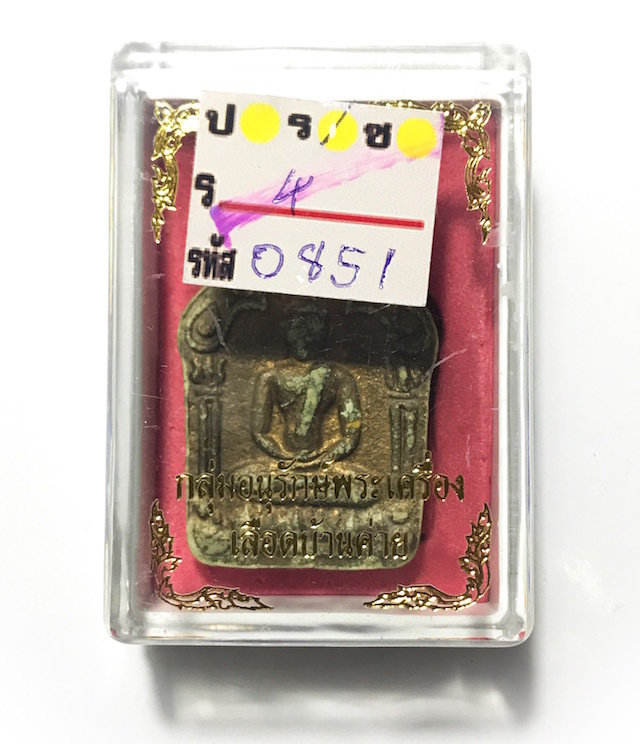 ป ร ช
ร 4
รหัส 0851
กลุ่มอนุรักษ์พระเครื่อง
เลือดบ้านค่าย